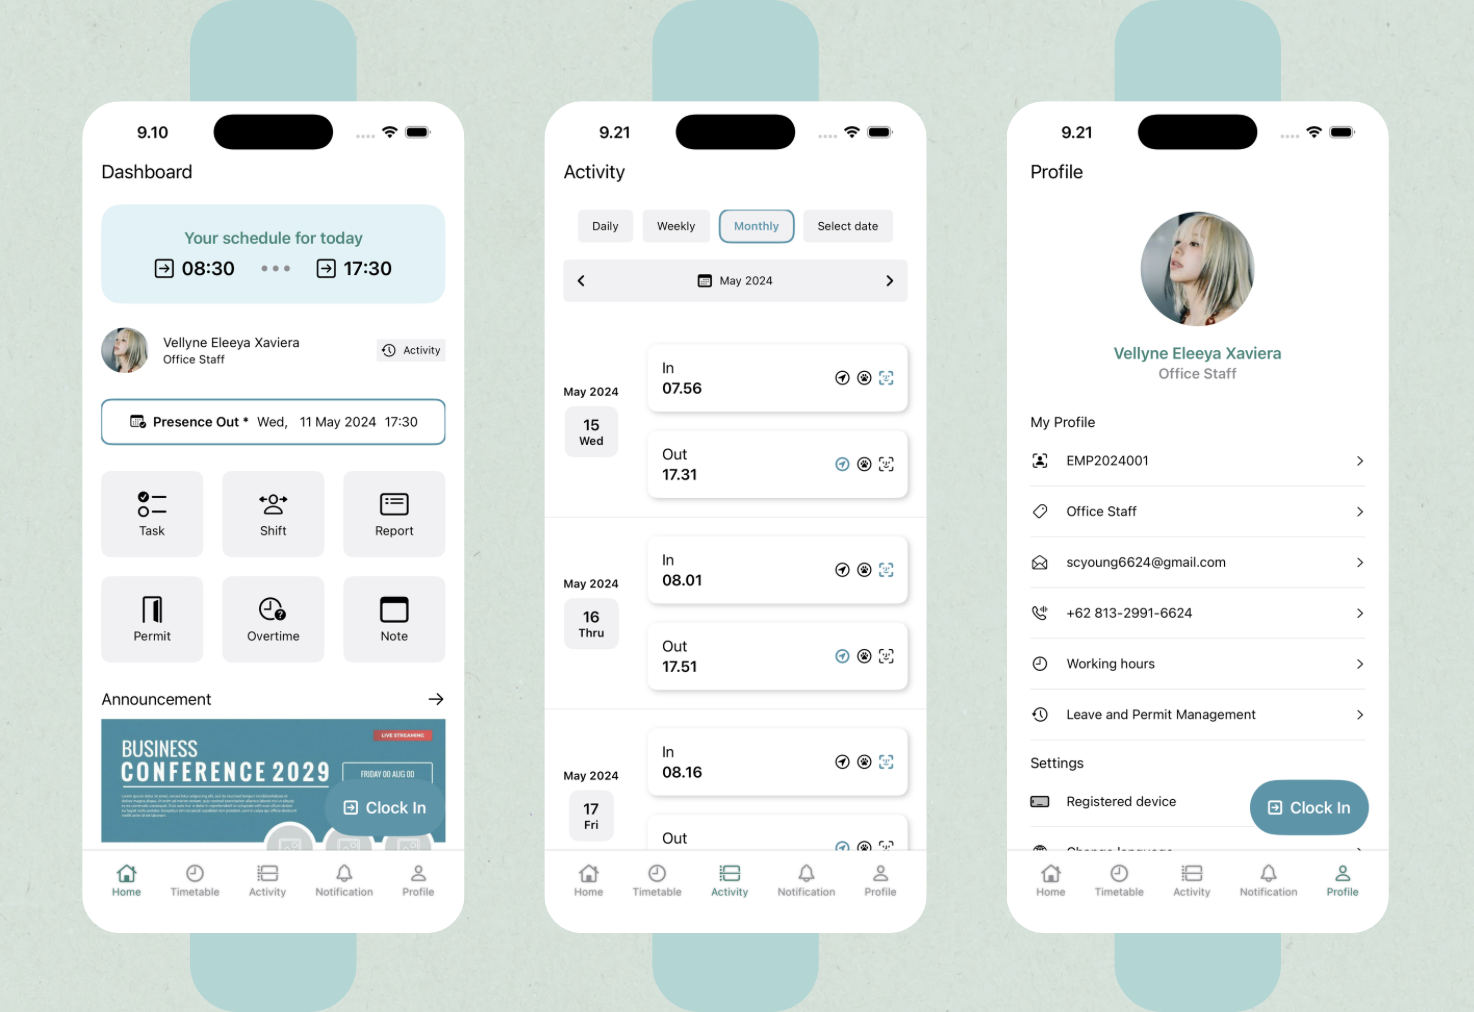 9.10
Dashboard
Your schedule for today
08:30 ••• 17:30
Vellyne Eleeya Xaviera
Office Staff
Activity
Presence Out * Wed, 11 May 2024 17:30
Task
Shift
Report
Permit
Overtime
Note
Announcement
LIVE STREAMING
BUSINESS
CONFERENCE 2029
FRIDAY 00 AUG 00
Clock In
Home
Timetable
Activity
Notification
Profile
9.21
Activity
Daily
Weekly
Monthly
Select date
May 2024
May 2024
15
Wed
In
07.56
Out
17.31
May 2024
16
Thru
In
08.01
Out
17.51
May 2024
17
Fri
In
08.16
Out
Home
Timetable
Activity
Notification
Profile
9.21
Profile
Vellyne Eleeya Xaviera
Office Staff
My Profile
EMP2024001
Office Staff
scyoung6624@gmail.com
+62 813-2991-6624
Working hours
Leave and Permit Management
Settings
Registered device
Clock In
Home
Timetable
Activity
Notification
Profile